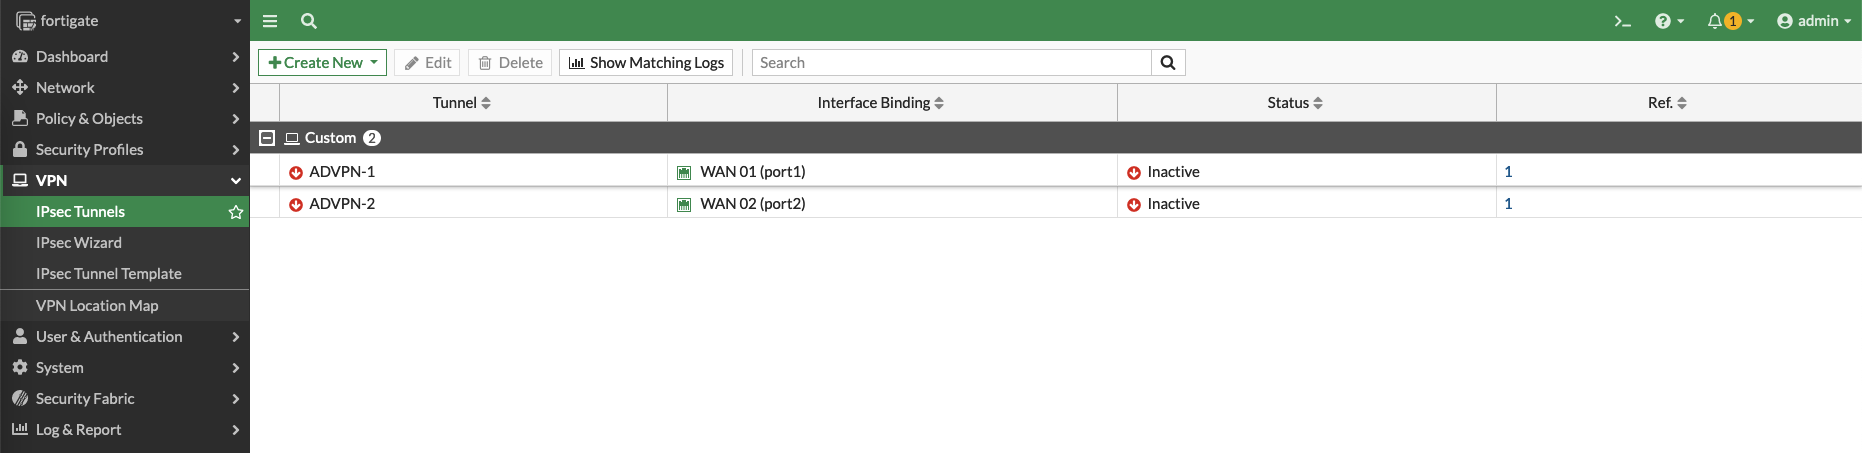 fortigate
1
admin
Dashboard
Network
Policy & Objects
Security Profiles
VPN
IPsec Tunnels
IPsec Wizard
IPsec Tunnel Template
VPN Location Map
User & Authentication
System
Security Fabric
Log & Report
Create New Edit Delete Show Matching Logs Search
Tunnel Interface Binding Status Ref.
Custom 2
ADVPN-1 WAN 01 (port1) Inactive 1
ADVPN-2 WAN 02 (port2) Inactive 1